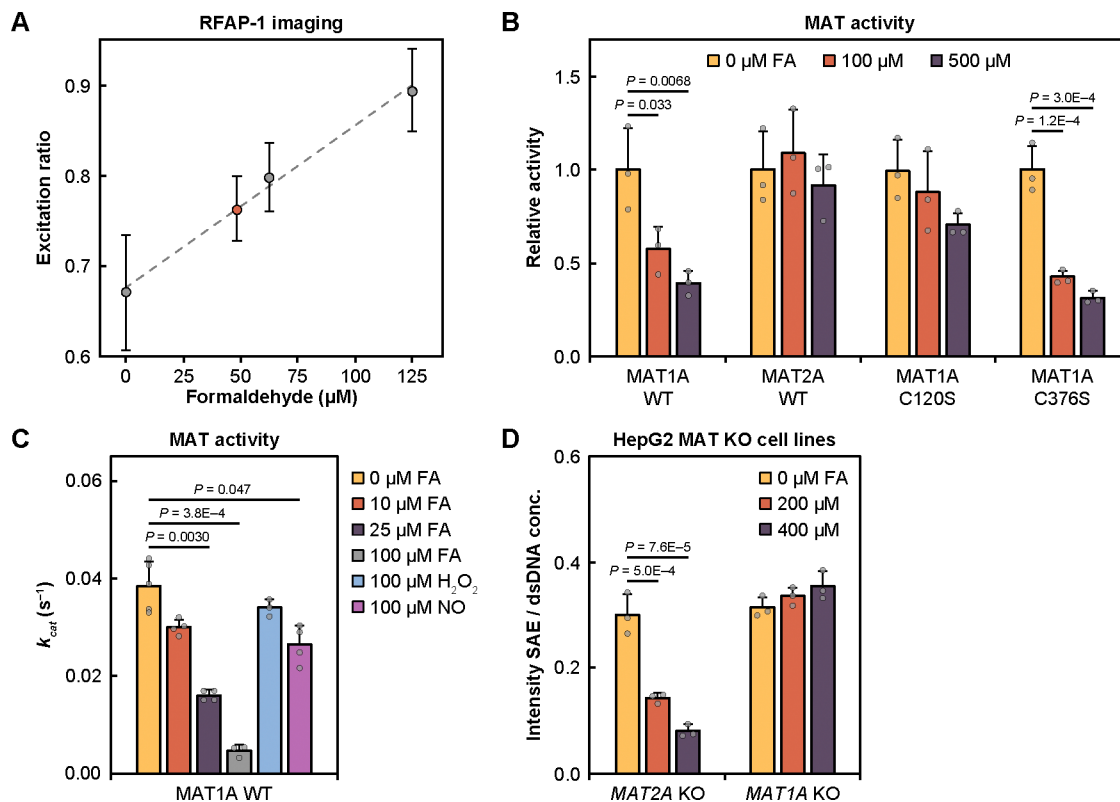 A
RFAP-1 imaging
Excitation ratio
0.9
0.8
0.7
0.6
0
25
50
75
100
125
Formaldehyde (µM)
B
MAT activity
0 µM FA
100 µM
500 µM
Relative activity
1.5
1.0
0.5
0.0
P = 0.0068
P = 0.033
P = 3.0E–4
P = 1.2E–4
MAT1A
WT
MAT2A
WT
MAT1A
C120S
MAT1A
C376S
C
MAT activity
kcat (s⁻¹)
0.06
0.04
0.02
0.00
P = 0.047
P = 3.8E–4
P = 0.0030
MAT1A WT
0 µM FA
10 µM FA
25 µM FA
100 µM FA
100 µM H₂O₂
100 µM NO
D
HepG2 MAT KO cell lines
0 µM FA
200 µM
400 µM
Intensity SAE / dsDNA conc.
0.6
0.4
0.2
0.0
P = 7.6E–5
P = 5.0E–4
MAT2A KO
MAT1A KO